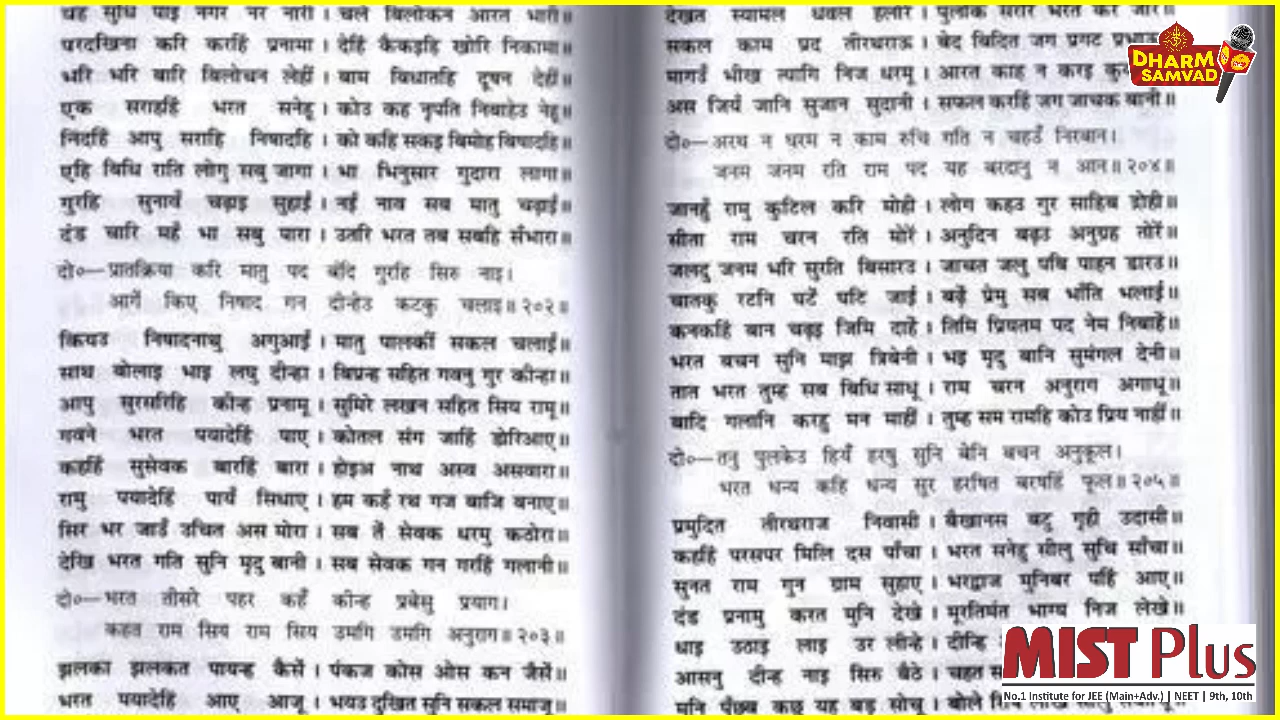 यह सुधि पाइ नगर नर नारी। चले बिलोकन आरत भारी॥
परदखिना करि करहिं प्रनामा। देहिं कैकइहि खोरि निकामा॥
भरि भरि बारि बिलोचन लेहीं। बाम बिधातहि दूषन देहीं॥
एक सराहहिं भरत सनेहू। कोउ कह नृपति निबाहेउ नेहू॥
निंदहिं आपु सराहि निषादहि। को कहि सकइ बिमोह बिषादहि॥
एहि बिधि राति लोगु सबु जागा। भा भिनुसार गुदारा लागा॥
गुरहि सुनावँ चढ़ाइ सुहाईं। नईं नाव सब मातु चढ़ाईं॥
दंड चारि महँ भा सबु पारा। उतरि भरत तब सबहि सँभारा॥
दो०—प्रातक्रिया करि मातु पद बंदि गुरहि सिरु नाइ।
आगें किए निषाद गन दीन्हेउ कटकु चलाइ॥२०२॥
कियउ निषादनाथु अगुआईं। मातु पालकीं सकल चलाईं॥
साथ बोलाइ भाइ लघु दीन्हा। बिप्रन्ह सहित गवनु गुर कीन्हा॥
आपु सुरसरिहि कीन्ह प्रनामू। सुमिरे लखन सहित सिय रामू॥
गवने भरत पयादेहिं पाए। कोतल संग जाहिं डोरिआए॥
कहहिं सुसेवक बारहिं बारा। होइअ नाथ अस्व असवारा॥
रामु पयादेहिं पायँ सिधाए। हम कहँ रथ गज बाजि बनाए॥
सिर भर जाउँ उचित अस मोरा। सब तें सेवक धरमु कठोरा॥
देखि भरत गति सुनि मृदु बानी। सब सेवक गन गरहिं गलानी॥
दो०—भरत तीसरे पहर कहँ कीन्ह प्रबेसु प्रयाग।
कहत राम सिय राम सिय उमगि उमगि अनुराग॥२०३॥
झलका झलकत पायन्ह कैसें। पंकज कोस ओस कन जैसें॥
भरत पयादेहिं आए आजू। भयउ दुखित सुनि सकल समाजू॥
देखत स्यामल धवल हलोरे। पुलकि सरीर भरत कर जोरे॥
सकल काम प्रद तीरथराऊ। बेद बिदित जग प्रगट
मागउँ भीख त्यागि निज धरमू। आरत काह न करइ
अस जियँ जानि सुजान सुदानी। सफल करहिं जग जाचक बानी॥
दो०—अरथ न धरम न काम रुचि गति न चहउँ निरबान।
जनम जनम रति राम पद यह बरदानु न आन॥२०४॥
जानहुँ रामु कुटिल करि मोही। लोग कहउ गुर साहिब द्रोही॥
सीता राम चरन रति मोरें। अनुदिन बढ़उ अनुग्रह तोरें॥
जलदु जनम भरि सुरति बिसारउ। जाचत जलु पबि पाहन डारउ॥
चातकु रटनि घटें घटि जाई। बढ़ें प्रेमु सब भाँति भलाई॥
कनकहिं बान चढ़इ जिमि दाहें। तिमि प्रियतम पद नेम निबाहें॥
भरत बचन सुनि माझ त्रिबेनी। भइ मृदु बानि सुमंगल देनी॥
तात भरत तुम्ह सब बिधि साधू। राम चरन अनुराग अगाधू॥
बादि गलानि करहु मन माहीं। तुम्ह सम रामहि कोउ प्रिय नाहीं॥
दो०—तनु पुलकेउ हियँ हरषु सुनि बेनि बचन अनुकूल।
भरत धन्य कहि धन्य सुर हरषित बरषहिं फूल॥२०५॥
प्रमुदित तीरथराज निवासी। बैखानस बटु गृही उदासी॥
कहहिं परसपर मिलि दस पाँचा। भरत सनेहु सीलु सुचि साँचा॥
सुनत राम गुन ग्राम सुहाए। भरद्वाज मुनिबर पहिं आए॥
दंड प्रनामु करत मुनि देखे। मूरतिमंत भाग्य निज लेखे॥
धाइ उठाइ लाइ उर लीन्हे। दीन्हि
आसनु दीन्ह नाइ सिरु बैठे। चहत
मुनि पूँछब कछु यह बड़ सोचू। बोले
DHARM
SAMVAD
MIST Plus
No.1 Institute for JEE (Main+Adv.) | NEET | 9th, 10th